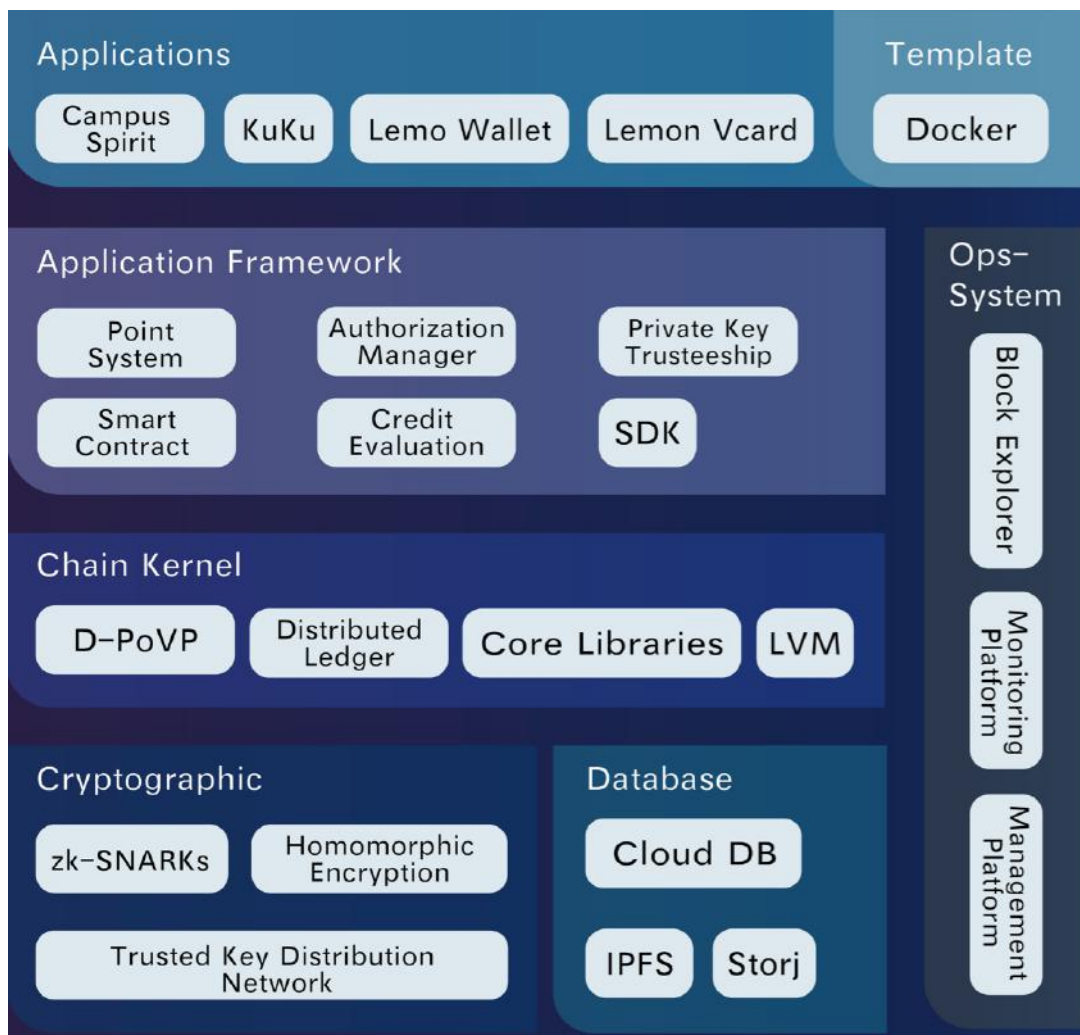 Applications
Campus
Spirit
KuKu
Lemo Wallet
Lemon Vcard
Template
Docker
Application Framework
Point
System
Authorization
Manager
Private Key
Trusteeship
Smart
Contract
Credit
Evaluation
SDK
Ops-
System
Block Explorer
Monitoring
Platform
Management
Platform
Chain Kernel
D-PoVP
Distributed
Ledger
Core Libraries
LVM
Cryptographic
zk-SNARKs
Homomorphic
Encryption
Trusted Key Distribution
Network
Database
Cloud DB
IPFS
Storj